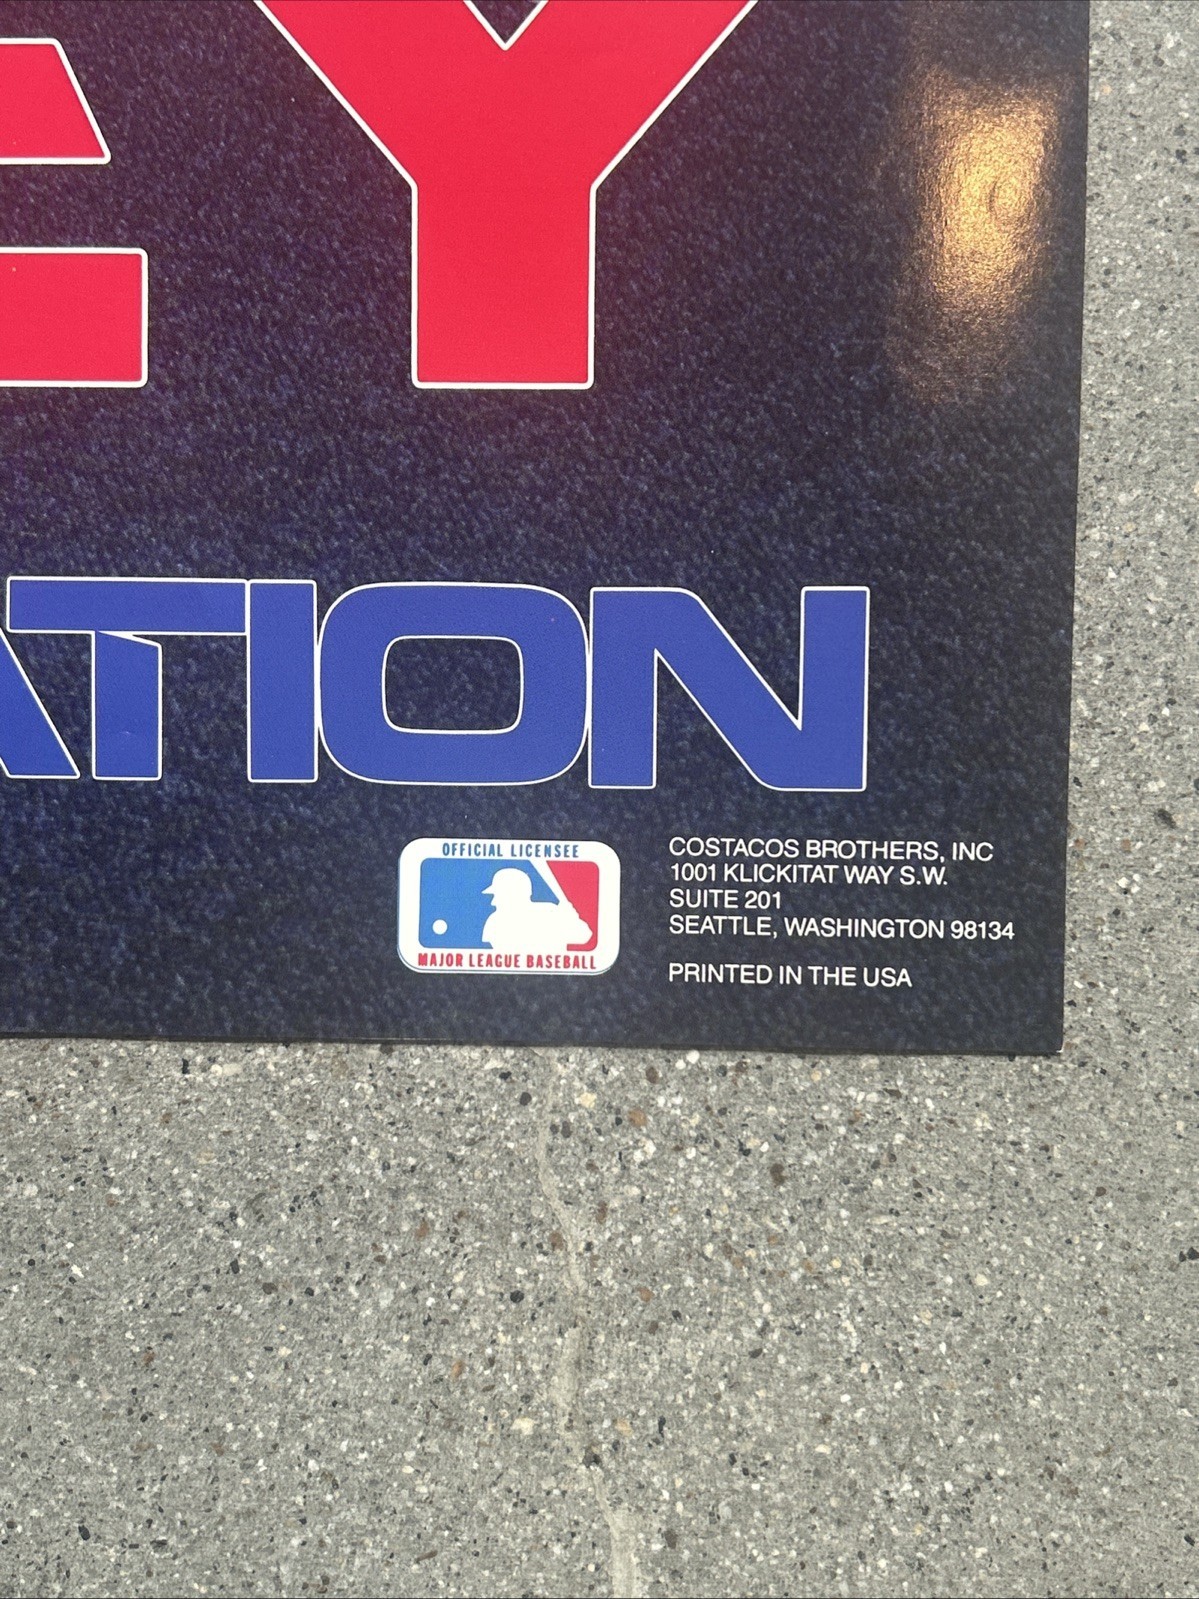 EY
ATION
OFFICIAL LICENSEE
MAJOR LEAGUE BASEBALL
COSTACOS BROTHERS, INC
1001 KLICKITAT WAY S.W.
SUITE 201
SEATTLE, WASHINGTON 98134
PRINTED IN THE USA